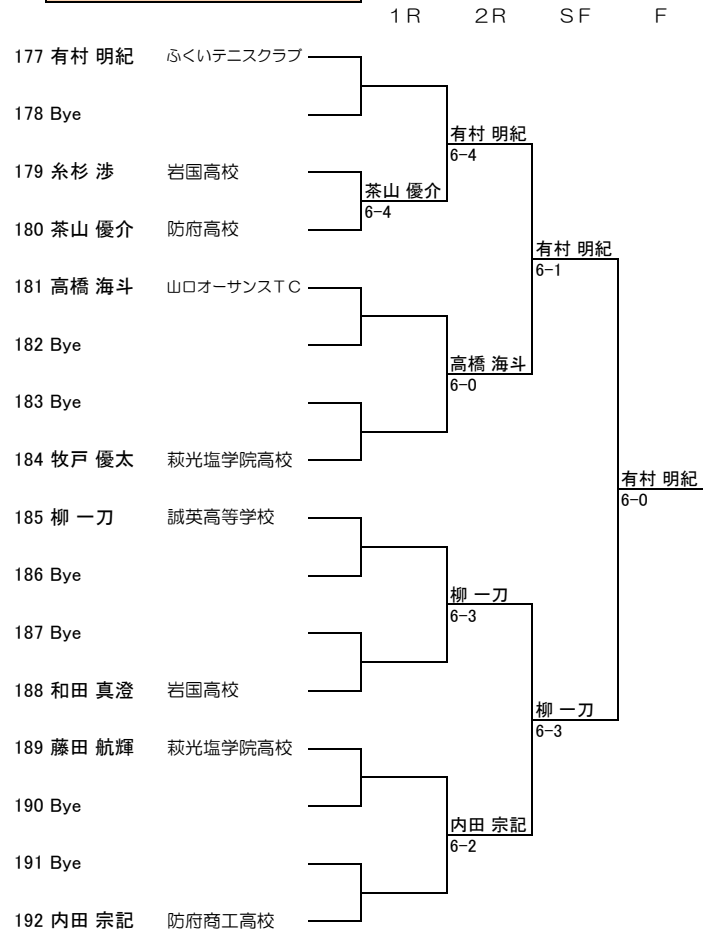 １Ｒ ２Ｒ ＳＦ Ｆ
177 有村 明紀 ふくいテニスクラブ
178 Bye
有村 明紀
6-4
179 糸杉 渉 岩国高校
茶山 優介
6-4
180 茶山 優介 防府高校
有村 明紀
6-1
181 高橋 海斗 山口オーサンスＴＣ
182 Bye
高橋 海斗
6-0
183 Bye
184 牧戸 優太 萩光塩学院高校
有村 明紀
6-0
185 柳 一刀 誠英高等学校
186 Bye
柳 一刀
6-3
187 Bye
188 和田 真澄 岩国高校
柳 一刀
6-3
189 藤田 航輝 萩光塩学院高校
190 Bye
内田 宗記
6-2
191 Bye
192 内田 宗記 防府商工高校